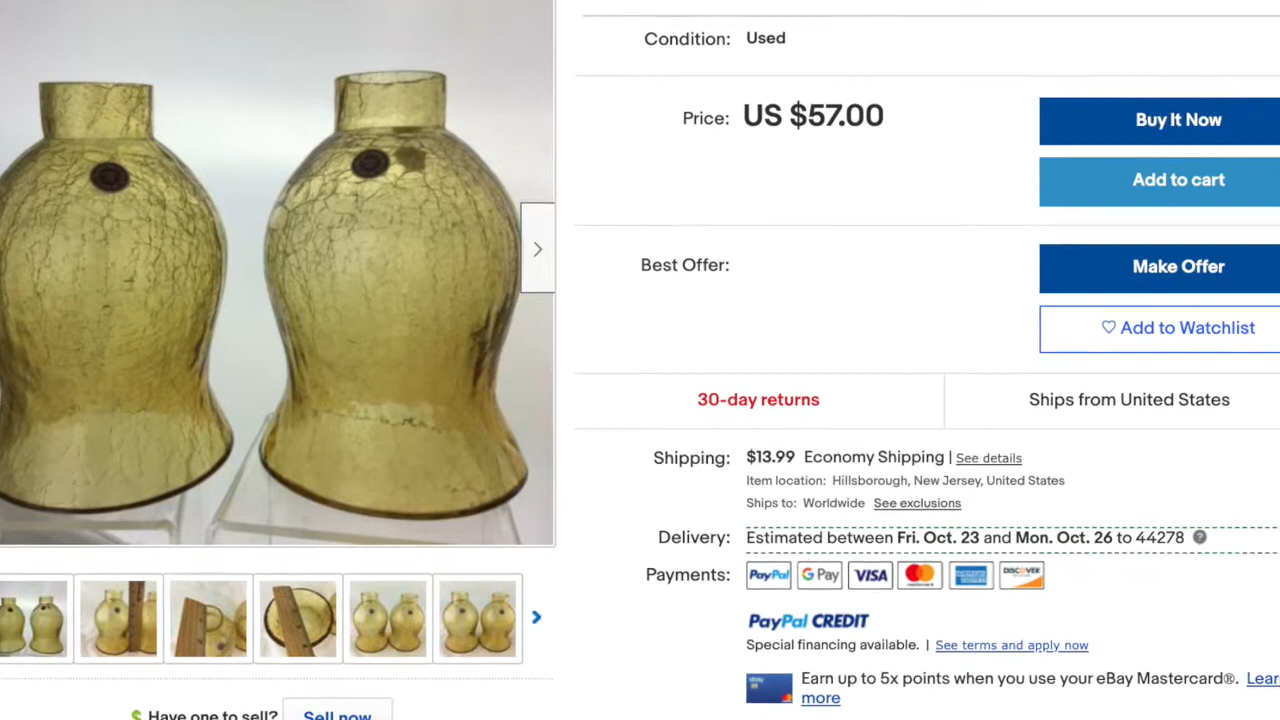 Condition: Used
Price: US $57.00
Buy It Now
Add to cart
Best Offer:
Make Offer
Add to Watchlist
30-day returns
Ships from United States
Shipping: $13.99 Economy Shipping | See details
Item location: Hillsborough, New Jersey, United States
Ships to: Worldwide See exclusions
Delivery: Estimated between Fri. Oct. 23 and Mon. Oct. 26 to 44278
Payments: PayPal G Pay VISA mastercard AMERICAN EXPRESS DISCOVER
PayPal CREDIT
Special financing available. | See terms and apply now
Earn up to 5x points when you use your eBay Mastercard®. Lear
more
Have one to sell? Sell now